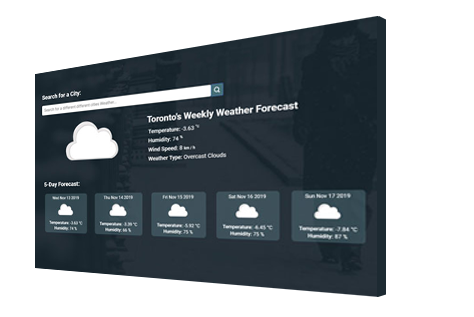 Search for a City:
Search for a different different cities Weather...
Toronto's Weekly Weather Forecast
Temperature: -3.63 °C
Humidity: 74 %
Wind Speed: 8 km / h
Weather Type: Overcast Clouds
5-Day Forecast:
Wed Nov 13 2019
Temperature: -3.63 °C
Humidity: 74 %
Thu Nov 14 2019
Temperature: -3.39 °C
Humidity: 66 %
Fri Nov 15 2019
Temperature: -5.92 °C
Humidity: 75 %
Sat Nov 16 2019
Temperature: -6.45 °C
Humidity: 75 %
Sun Nov 17 2019
Temperature: -7.84 °C
Humidity: 87 %